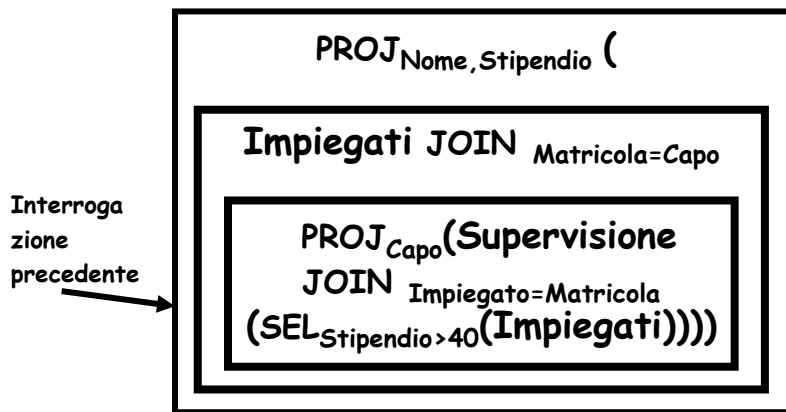 PROJNome,Stipendio (
Impiegati JOIN Matricola=Capo
Interroga
zione
precedente
PROJCapo(Supervisione
JOIN Impiegato=Matricola
(SELStipendio>40(Impiegati))))